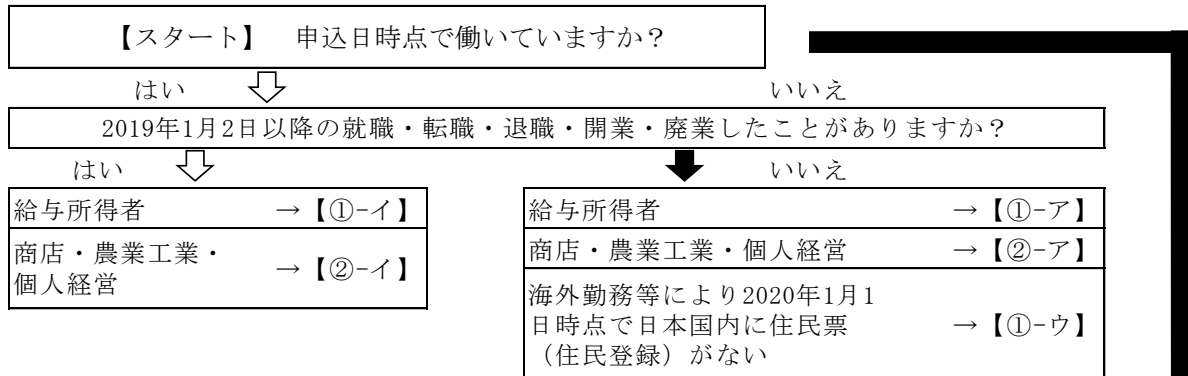 【スタート】 申込日時点で働いていますか？
はい いいえ
2019年1月2日以降の就職・転職・退職・開業・廃業したことがありますか？
はい いいえ
給与所得者 →【①-イ】
商店・農業工業・
個人経営 →【②-イ】
給与所得者 →【①-ア】
商店・農業工業・個人経営 →【②-ア】
海外勤務等により2020年1月1
日時点で日本国内に住民票 →【①-ウ】
（住民登録）がない